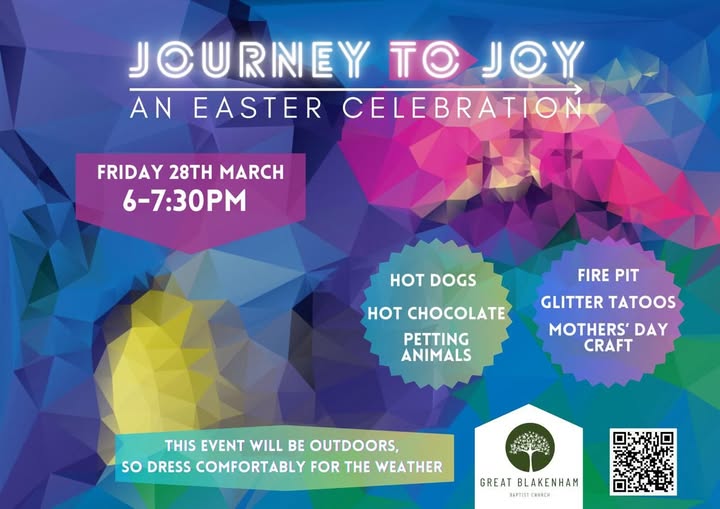 JOURNEY TO JOY
AN EASTER CELEBRATION
FRIDAY 28TH MARCH
6-7:30PM
HOT DOGS
HOT CHOCOLATE
PETTING
ANIMALS
FIRE PIT
GLITTER TATOOS
MOTHERS' DAY
CRAFT
THIS EVENT WILL BE OUTDOORS,
SO DRESS COMFORTABLY FOR THE WEATHER
GREAT BLAKENHAM
BAPTIST CHURCH